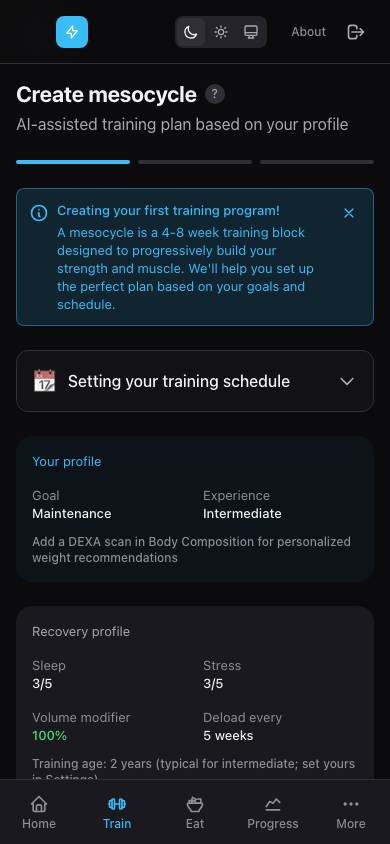 About
Create mesocycle ?
AI-assisted training plan based on your profile
Creating your first training program!
A mesocycle is a 4-8 week training block
designed to progressively build your
strength and muscle. We'll help you set up
the perfect plan based on your goals and
schedule.
17
Setting your training schedule
Your profile
Goal
Experience
Maintenance
Intermediate
Add a DEXA scan in Body Composition for personalized
weight recommendations
Recovery profile
Sleep
Stress
3/5
3/5
Volume modifier
Deload every
100%
5 weeks
Training age: 2 years (typical for intermediate; set yours
in Settings)
Home
Train
Eat
Progress
More